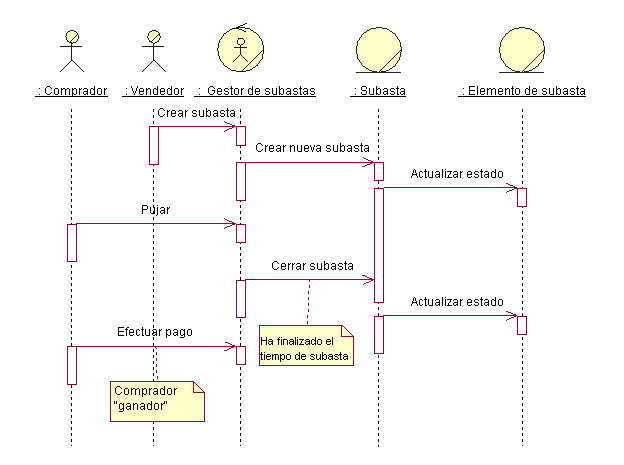 : Comprador
: Vendedor
: Gestor de subastas
: Subasta
: Elemento de subasta
Crear subasta
Crear nueva subasta
Actualizar estado
Pujar
Cerrar subasta
Actualizar estado
Efectuar pago
Ha finalizado el
tiempo de subasta
Comprador
"ganador"